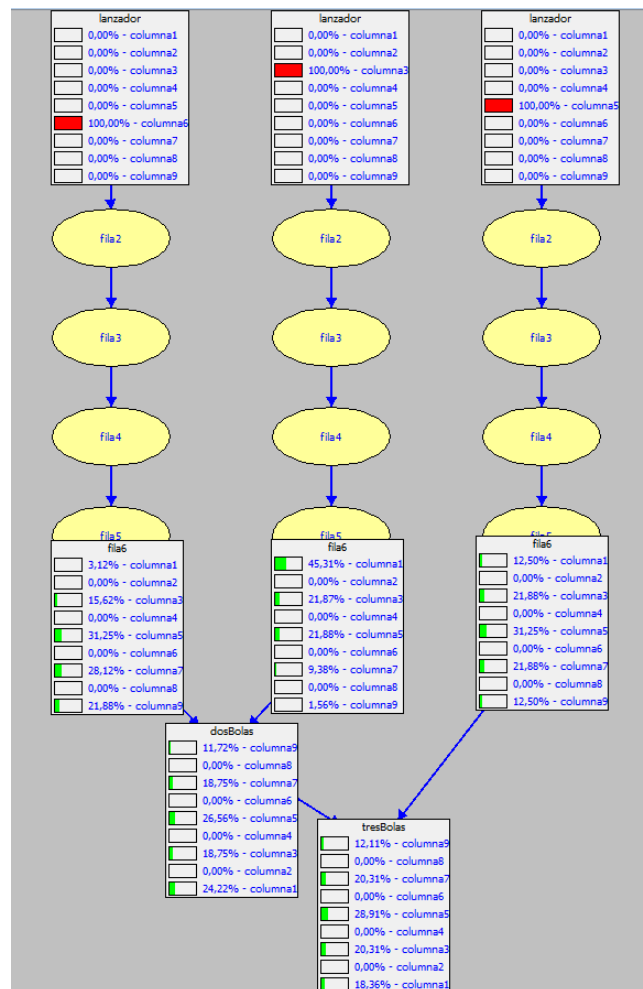 lanzador
0,00% - columna1
0,00% - columna2
0,00% - columna3
0,00% - columna4
0,00% - columna5
100,00% - columna6
0,00% - columna7
0,00% - columna8
0,00% - columna9
lanzador
0,00% - columna1
0,00% - columna2
100,00% - columna3
0,00% - columna4
0,00% - columna5
0,00% - columna6
0,00% - columna7
0,00% - columna8
0,00% - columna9
lanzador
0,00% - columna1
0,00% - columna2
0,00% - columna3
0,00% - columna4
100,00% - columna5
0,00% - columna6
0,00% - columna7
0,00% - columna8
0,00% - columna9
fila2
fila2
fila2
fila3
fila3
fila3
fila4
fila4
fila4
fila5
fila5
fila5
fila6
3,12% - columna1
0,00% - columna2
15,62% - columna3
0,00% - columna4
31,25% - columna5
0,00% - columna6
28,12% - columna7
0,00% - columna8
21,88% - columna9
fila6
45,31% - columna1
0,00% - columna2
21,87% - columna3
0,00% - columna4
21,88% - columna5
0,00% - columna6
9,38% - columna7
0,00% - columna8
1,56% - columna9
fila6
12,50% - columna1
0,00% - columna2
21,88% - columna3
0,00% - columna4
31,25% - columna5
0,00% - columna6
21,88% - columna7
0,00% - columna8
12,50% - columna9
dosBolas
11,72% - columna9
0,00% - columna8
18,75% - columna7
0,00% - columna6
26,56% - columna5
0,00% - columna4
18,75% - columna3
0,00% - columna2
24,22% - columna1
tresBolas
12,11% - columna9
0,00% - columna8
20,31% - columna7
0,00% - columna6
28,91% - columna5
0,00% - columna4
20,31% - columna3
0,00% - columna2
18,36% - columna1